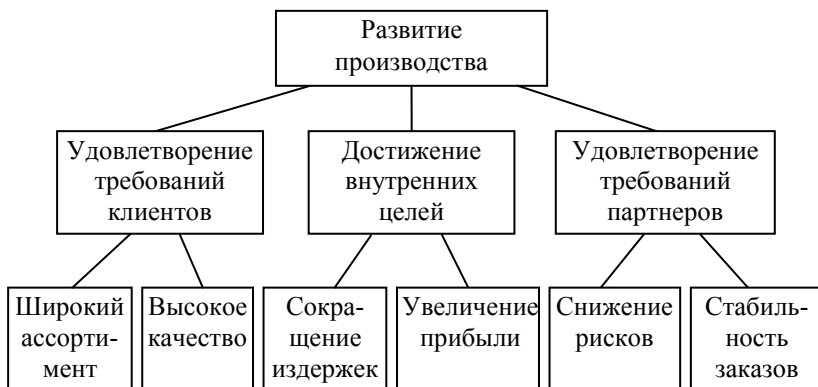 Развитие
производства
Удовлетворение
требований
клиентов
Достижение
внутренних
целей
Удовлетворение
требований
партнеров
Широкий
ассорти-
мент
Высокое
качество
Сокра-
щение
издержек
Увеличение
прибыли
Снижение
рисков
Стабиль-
ность
заказов